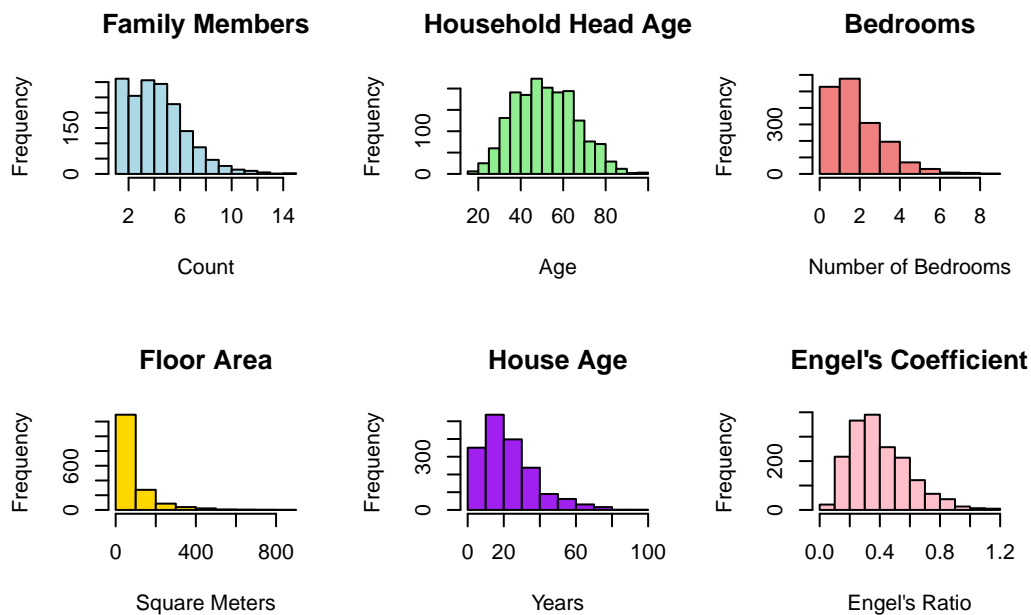 Family Members
Frequency
0 150
2 6 10 14
Count
Household Head Age
Frequency
0 100
20 40 60 80
Age
Bedrooms
Frequency
0 300
0 2 4 6 8
Number of Bedrooms
Floor Area
Frequency
0 600
0 400 800
Square Meters
House Age
Frequency
0 300
0 20 60 100
Years
Engel's Coefficient
Frequency
0 200
0.0 0.4 0.8 1.2
Engel's Ratio